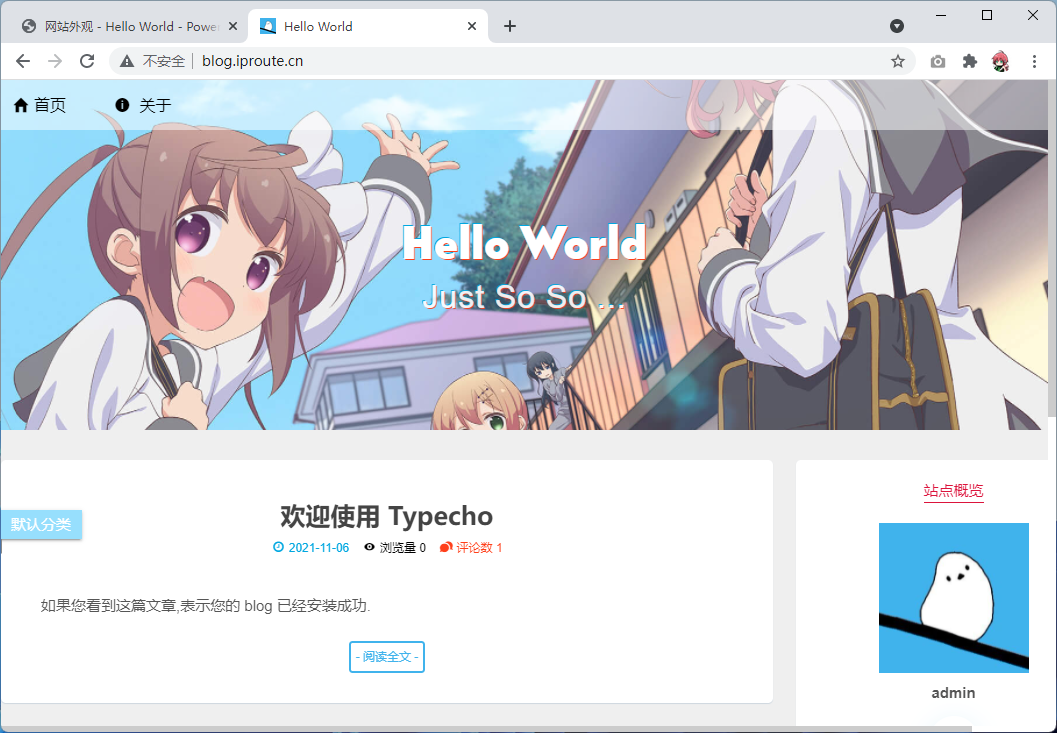 网站外观 - Hello World - Powe
Hello World
不安全
blog.iproute.cn
首页
关于
Hello World
Just So So ...
默认分类
欢迎使用 Typecho
2021-11-06 浏览量 0 评论数 1
如果您看到这篇文章,表示您的 blog 已经安装成功.
- 阅读全文 -
站点概览
admin